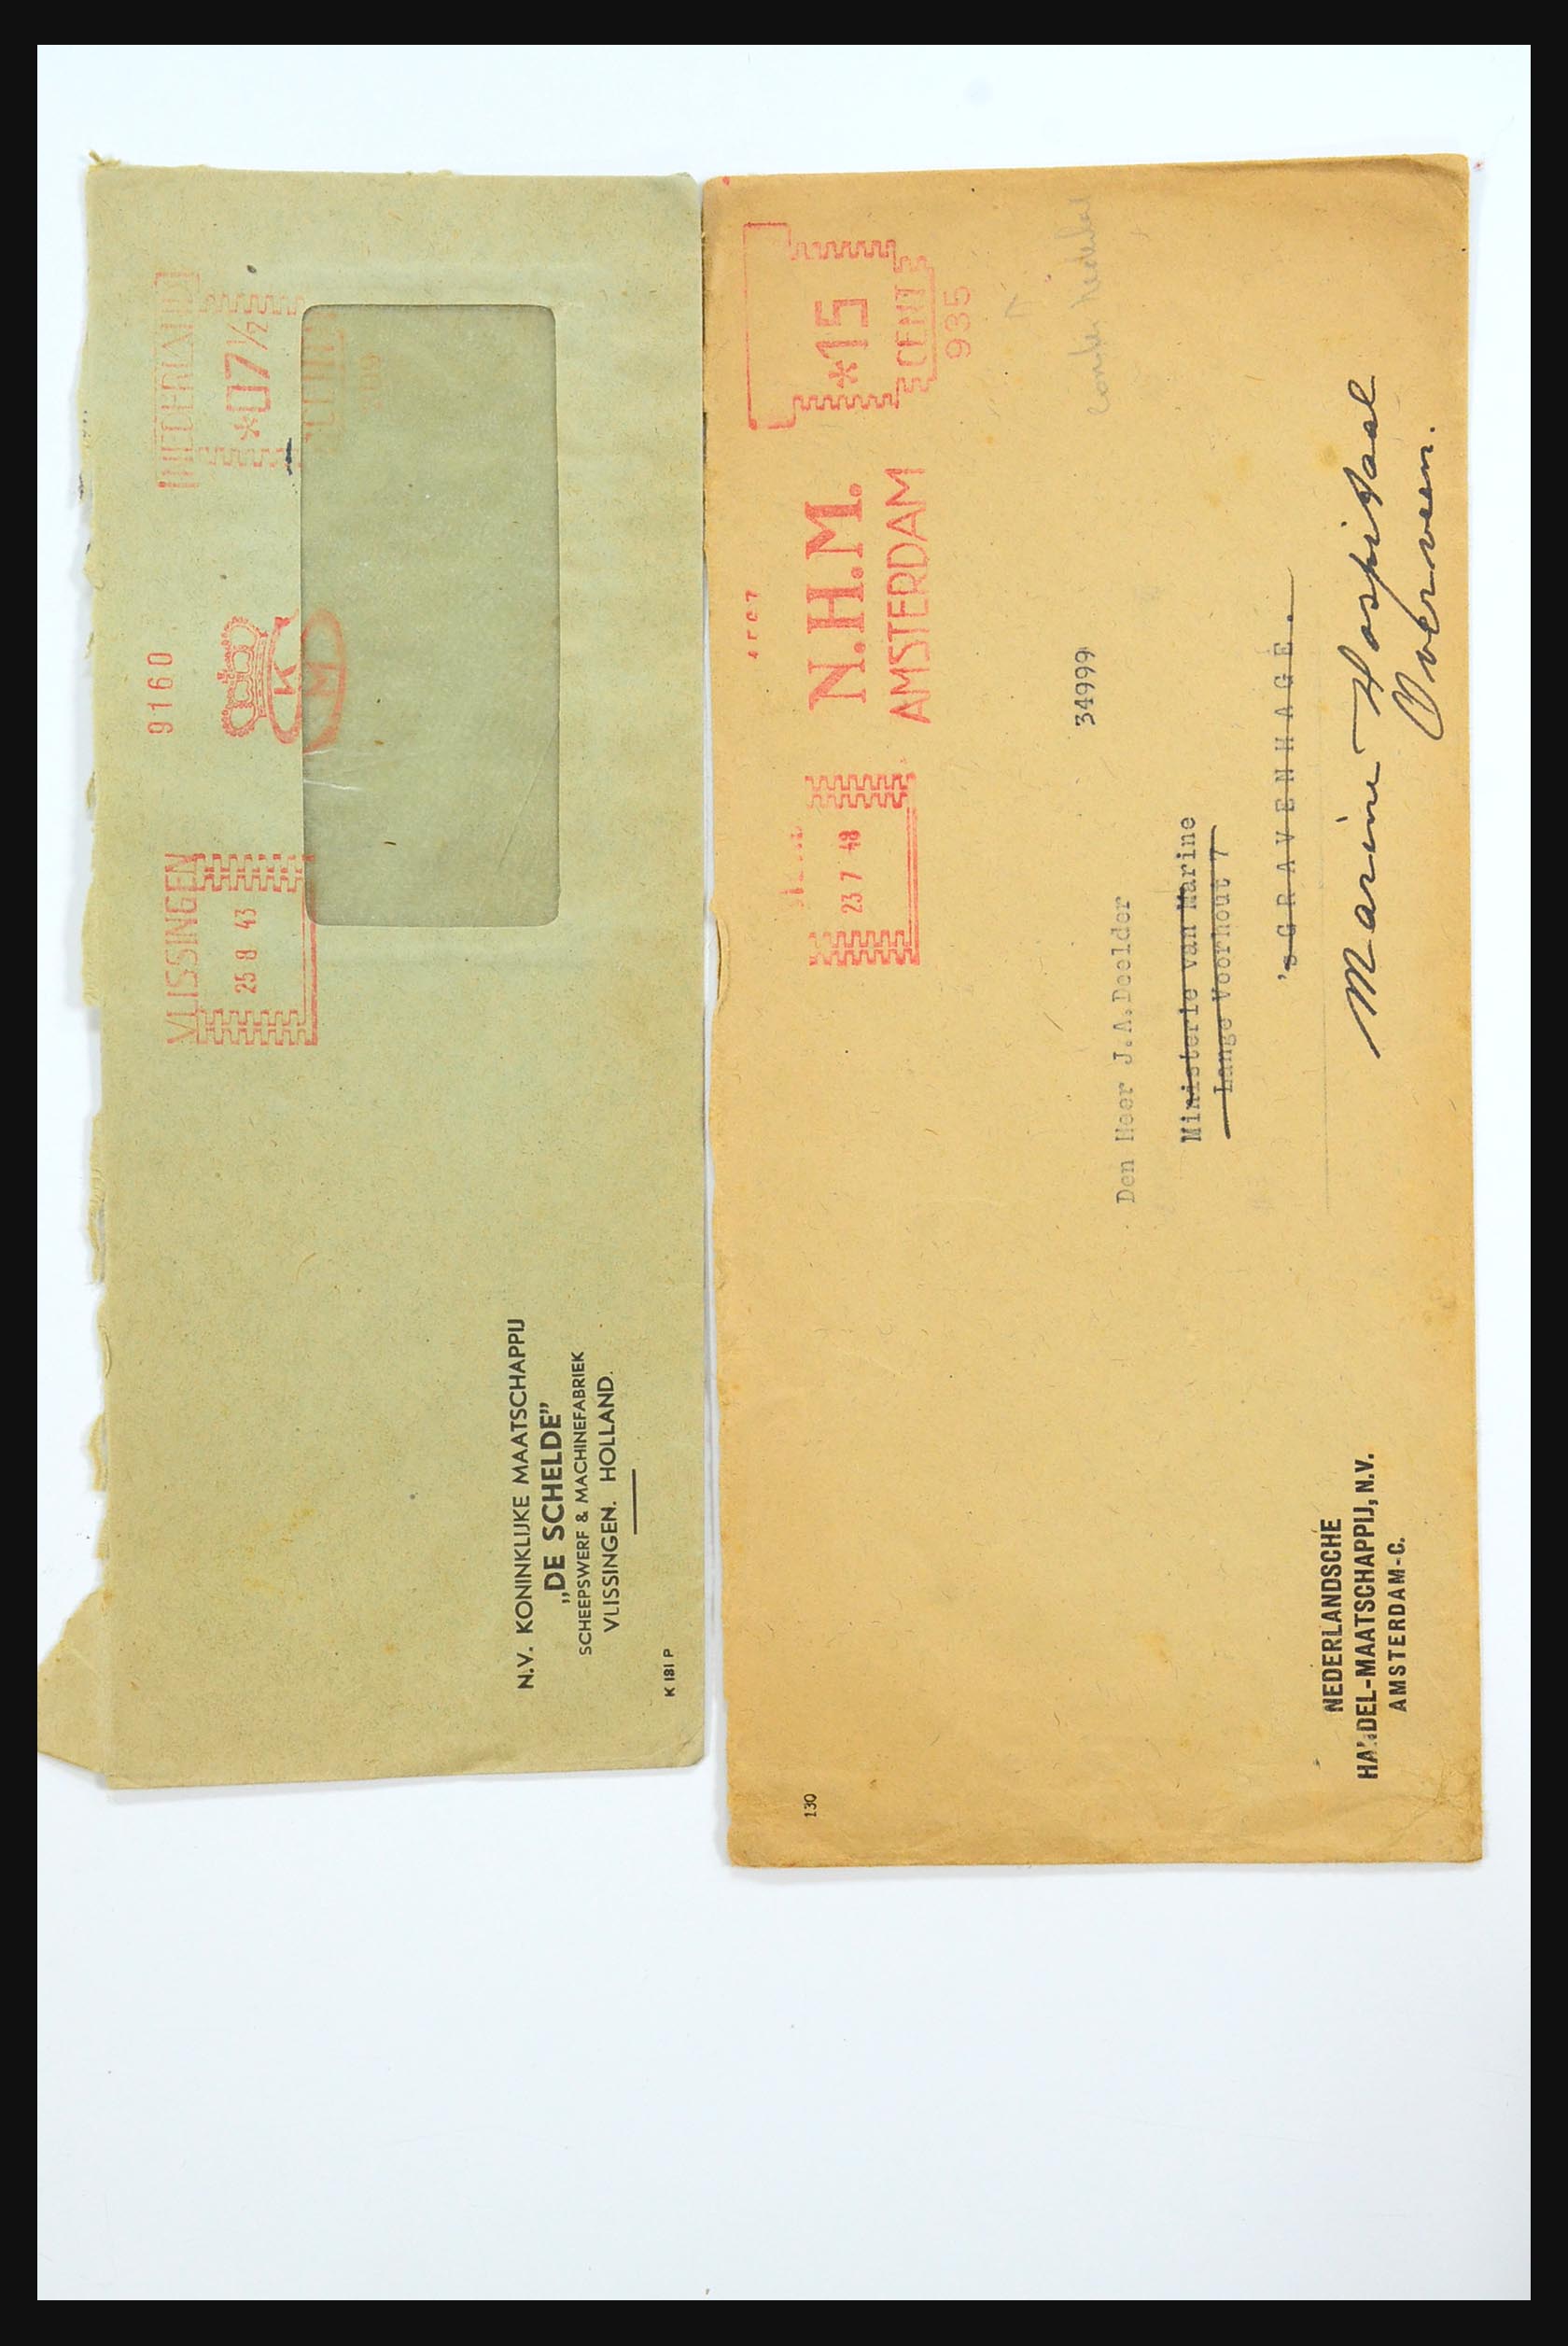 9160
VLISSINGEN
25 8 43
K
M
NEDERLAND
*07½
CENT
N.V. KONINKLIJKE MAATSCHAPPIJ
„DE SCHELDE”
SCHEEPSWERF & MACHINEFABRIEK
VLISSINGEN. HOLLAND.
K 181 P
130
23 7 48
N.H.M.
AMSTERDAM
*15
CENT
935
34999
Den Heer J.A.Deelder
Ministerie van Marine
Lange Voorhout 7
's GRAVENHAGE.
Marine Hospitaal
Overveen.
NEDERLANDSCHE
HANDEL-MAATSCHAPPIJ, N.V.
AMSTERDAM-C.